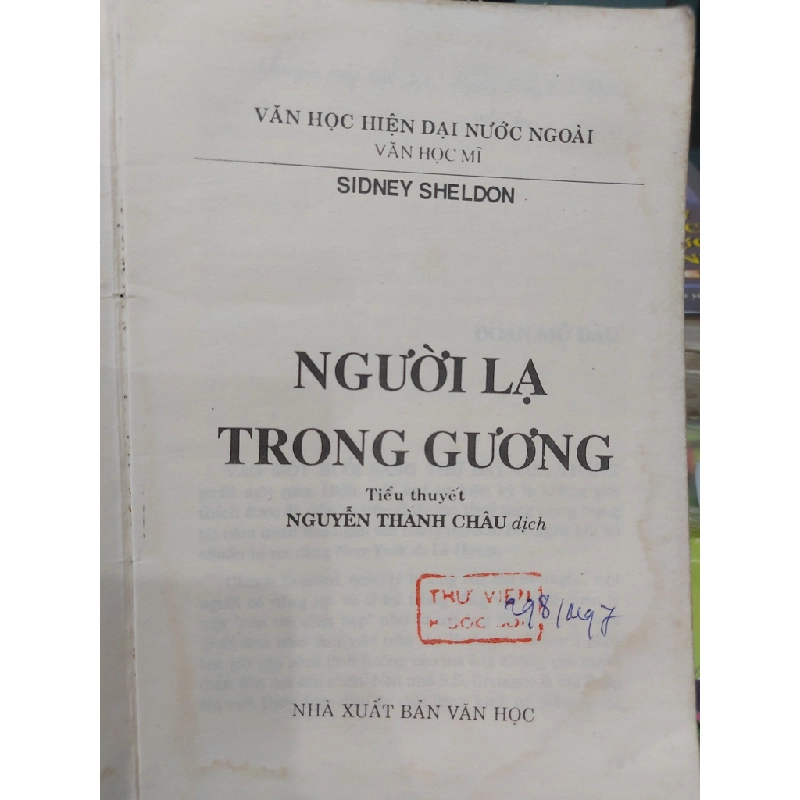 VĂN HỌC HIỆN ĐẠI NƯỚC NGOÀI
VĂN HỌC MĨ
SIDNEY SHELDON
NGƯỜI LẠ
TRONG GƯƠNG
Tiểu thuyết
NGUYỄN THÀNH CHÂU dịch
THƯ VIỆN
NHÀ XUẤT BẢN VĂN HỌC